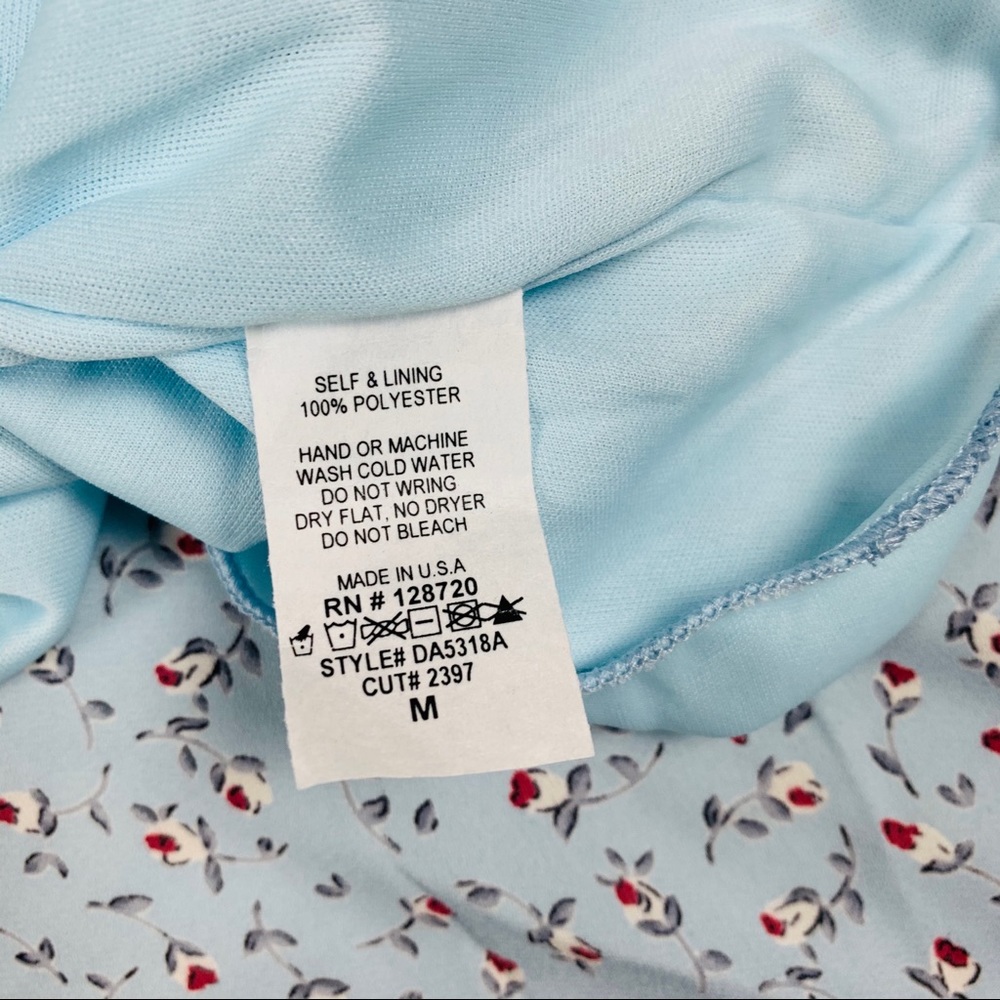 SELF & LINING
100% POLYESTER
HAND OR MACHINE
WASH COLD WATER
DO NOT WRING
DRY FLAT, NO DRYER
DO NOT BLEACH
MADE IN U.S.A
RN # 128720
STYLE# DA5318A
CUT# 2397
M